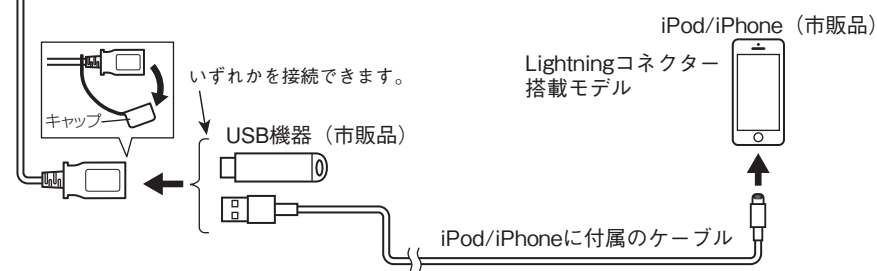 iPod/iPhone（市販品）
Lightningコネクター
搭載モデル
いずれかを接続できます。
キャップ
USB機器（市販品）
iPod/iPhoneに付属のケーブル